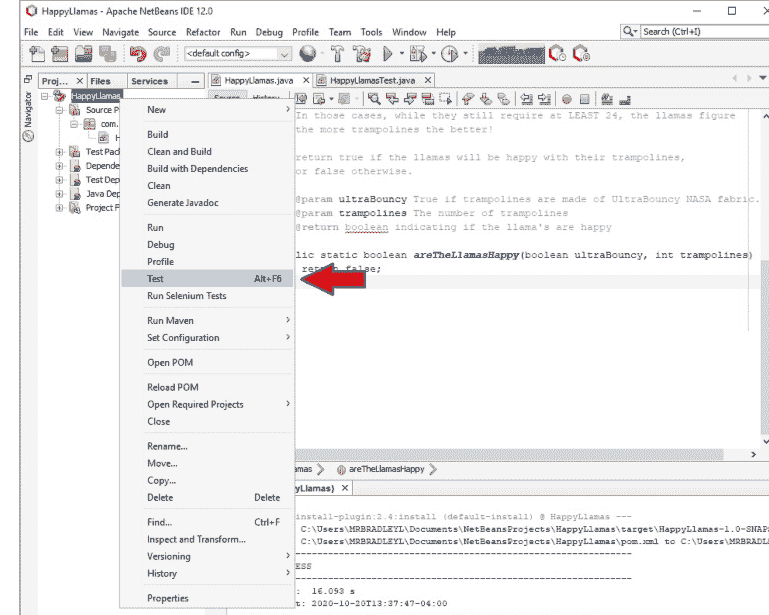 HappyLlamas - Apache NetBeans IDE 12.0
File Edit View Navigate Source Refactor Run Debug Profile Team Tools Window Help
Search (Ctrl+I)
<default config>
Proj... Files Services
HappyLlamas.java HappyLlamasTest.java
Navigator
HappyLlamas
Source P
com.
H
Test Pack
Depende
Test Dep
Java Dep
Project F
New
Build
Clean and Build
Build with Dependencies
Clean
Generate Javadoc
Run
Debug
Profile
Test Alt+F6
Run Selenium Tests
Run Maven
Set Configuration
Open POM
Reload POM
Open Required Projects
Close
Rename...
Move...
Copy...
Delete Delete
Find... Ctrl+F
Inspect and Transform...
Versioning
History
Properties
Source History
In those cases, while they still require at LEAST 24, the llamas figure
the more trampolines the better!
return true if the llamas will be happy with their trampolines,
or false otherwise.
@param ultraBouncy True if trampolines are made of UltraBouncy NASA fabric.
@param trampolines The number of trampolines
@return boolean indicating if the llama's are happy
lic static boolean areTheLlamasHappy(boolean ultraBouncy, int trampolines)
return false;
amas areTheLlamasHappy
yLlamas)
install-plugin:2.4:install (default-install) @ HappyLlamas ---
C:\Users\MRBRADLEYL\Documents\NetBeansProjects\HappyLlamas\target\HappyLlamas-1.0-SNAP
C:\Users\MRBRADLEYL\Documents\NetBeansProjects\HappyLlamas\pom.xml to C:\Users\MRBRADL
------------------------------------------------------------------------
ESS
------------------------------------------------------------------------
: 16.093 s
t: 2020-10-20T13:37:47-04:00